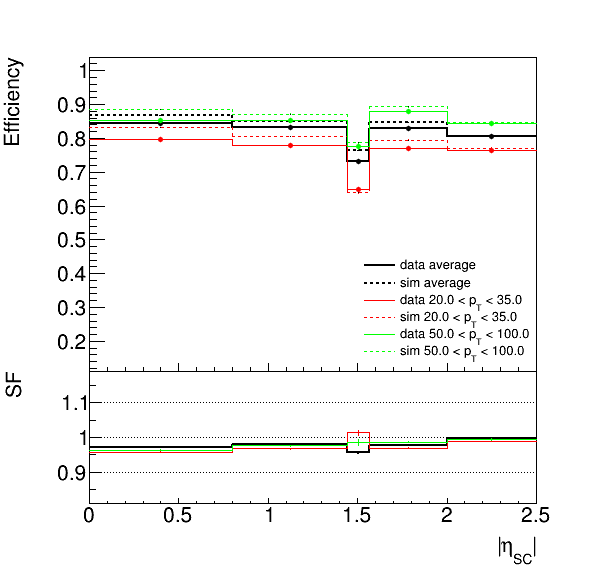 Efficiency
1
0.9
0.8
0.7
0.6
0.5
0.4
0.3
0.2
data average
sim average
data 20.0 < p_T < 35.0
sim 20.0 < p_T < 35.0
data 50.0 < p_T < 100.0
sim 50.0 < p_T < 100.0
SF
1.1
1
0.9
0 0.5 1 1.5 2 2.5
|η_SC|